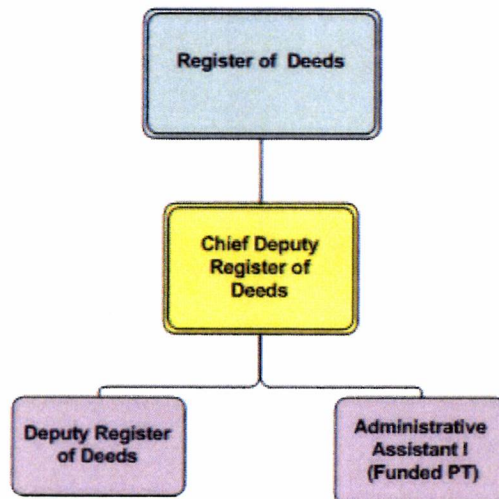 Register of Deeds
Chief Deputy
Register of
Deeds
Deputy Register
of Deeds
Administrative
Assistant I
(Funded PT)